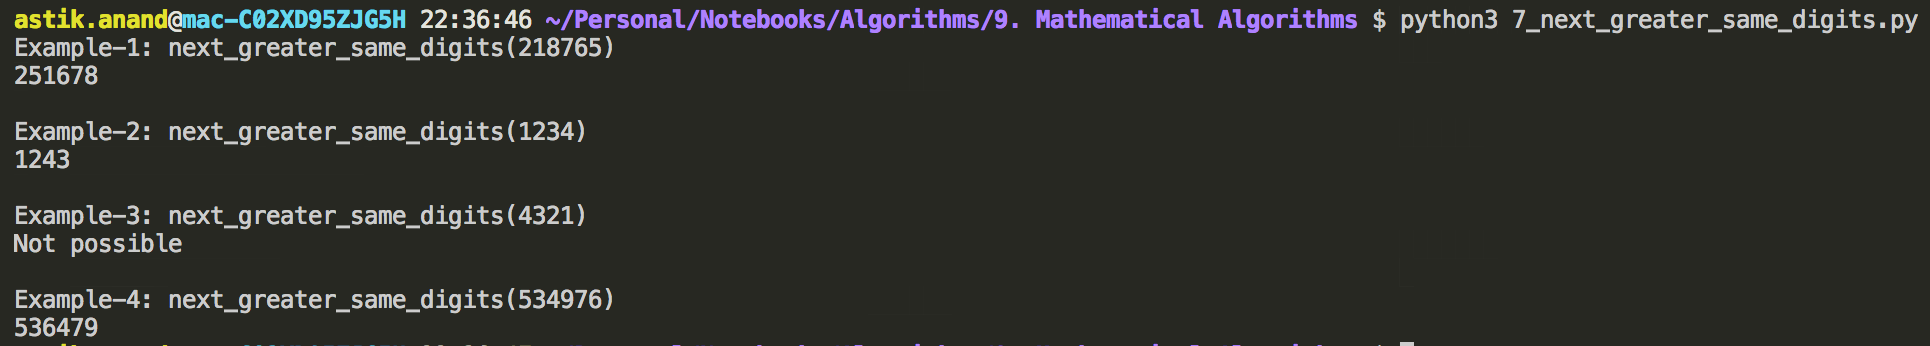 astik.anand@mac-C02XD95ZJG5H 22:36:46 ~/Personal/Notebooks/Algorithms/9. Mathematical Algorithms $ python3 7_next_greater_same_digits.py
Example-1: next_greater_same_digits(218765)
251678
Example-2: next_greater_same_digits(1234)
1243
Example-3: next_greater_same_digits(4321)
Not possible
Example-4: next_greater_same_digits(534976)
536479